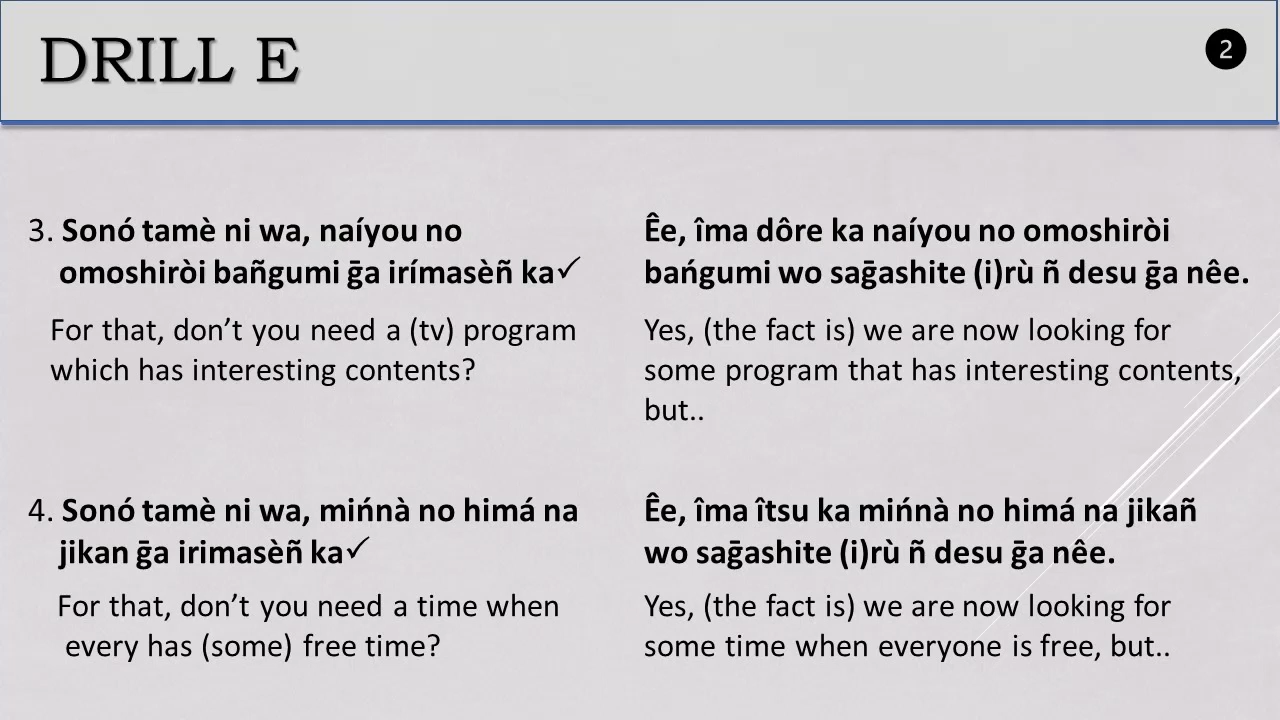 DRILL E
2
3. Sonó tamè ni wa, naíyou no
omoshiròi bañgumi ḡa irímasèñ ka✓
For that, don’t you need a (tv) program
which has interesting contents?
Êe, îma dôre ka naíyou no omoshiròi
bańgumi wo saḡashite (i)rù ñ desu ḡa nêe.
Yes, (the fact is) we are now looking for
some program that has interesting contents,
but..
4. Sonó tamè ni wa, mińnà no himá na
jikan ḡa irimasèñ ka✓
For that, don’t you need a time when
every has (some) free time?
Êe, îma îtsu ka mińnà no himá na jikañ
wo saḡashite (i)rù ñ desu ḡa nêe.
Yes, (the fact is) we are now looking for
some time when everyone is free, but..